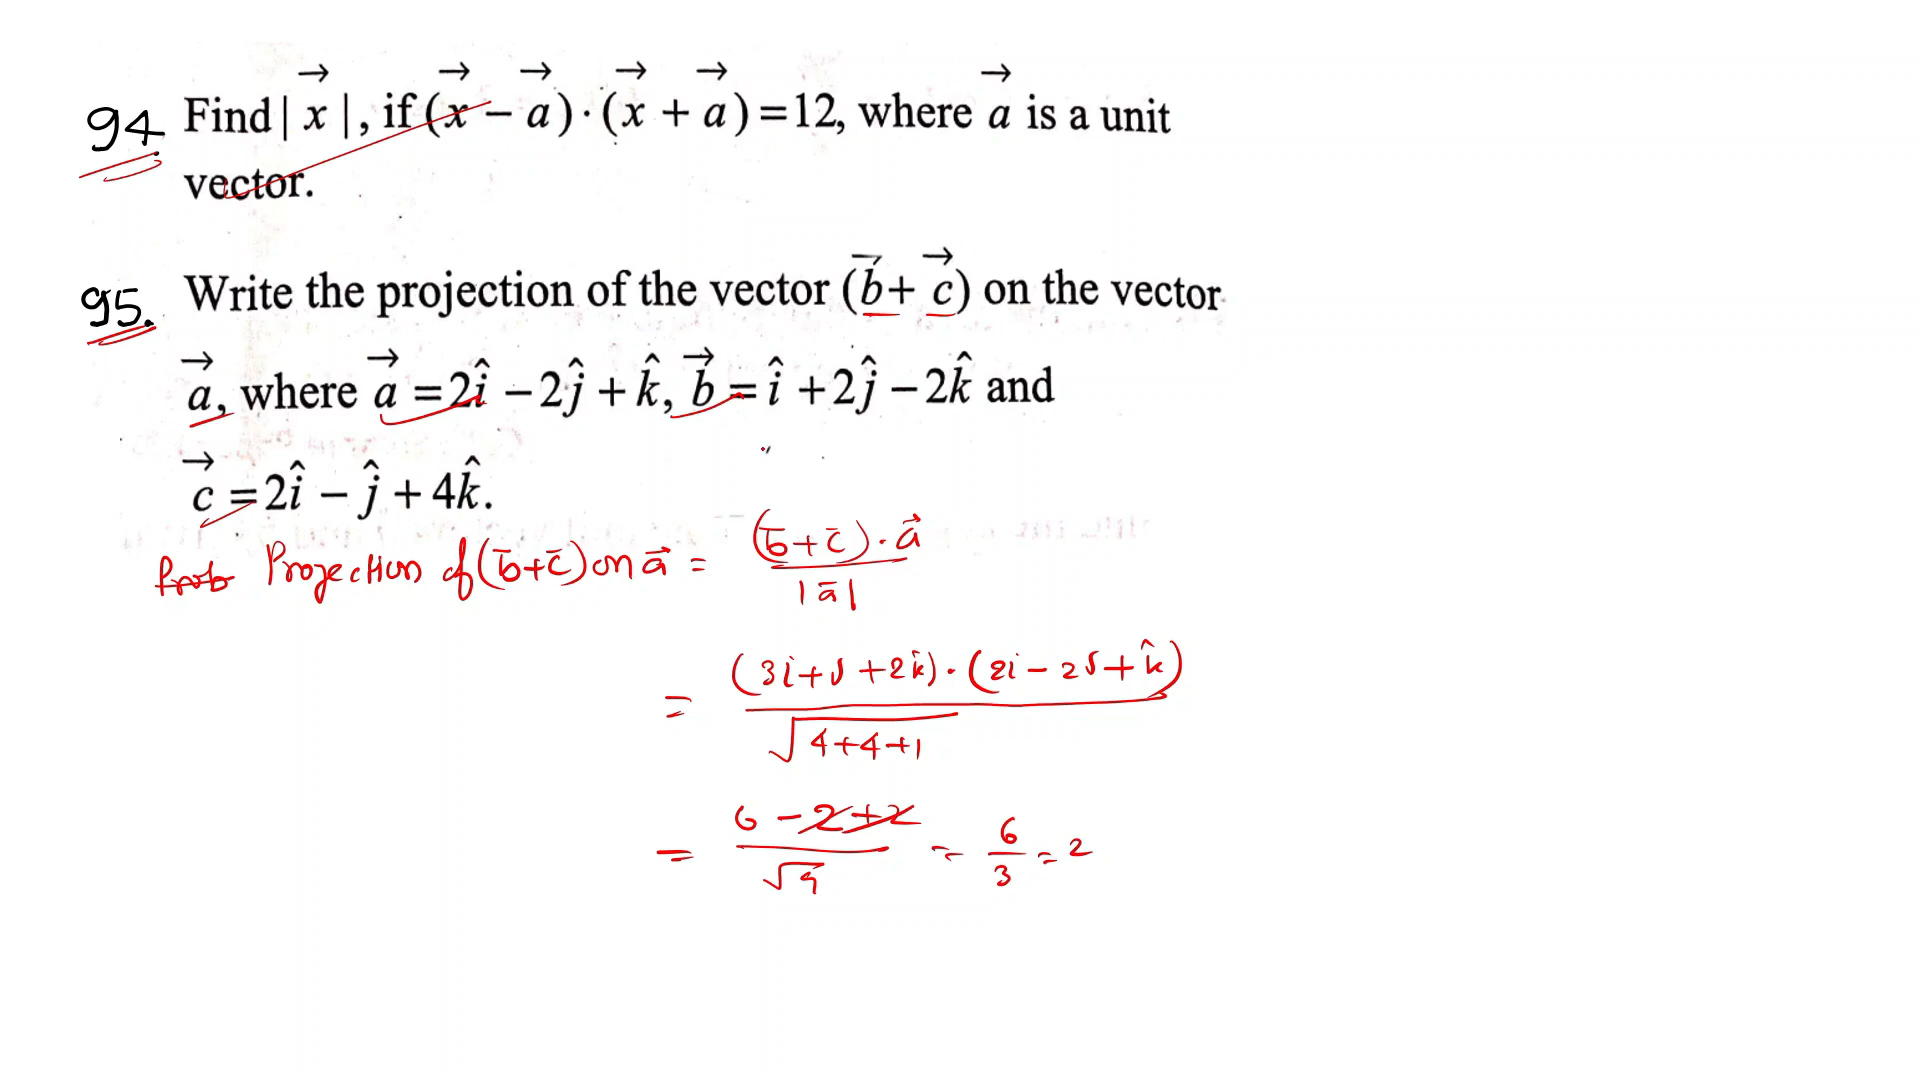 94. Find | x⃗ |, if (x⃗ − a⃗) · (x⃗ + a⃗) = 12, where a⃗ is a unit
vector.
95. Write the projection of the vector (b⃗ + c⃗) on the vector
a⃗, where a⃗ = 2î − 2ĵ + k̂, b⃗ = î + 2ĵ − 2k̂ and
c⃗ = 2î − ĵ + 4k̂.
Projection of (b̄+c̄) on a⃗ = (b̄+c̄)·a⃗ / |ā|
= (3i+j+2k̂)·(2i−2j+k̂) / √4+4+1
= 6−2+2 / √9 = 6/3 = 2